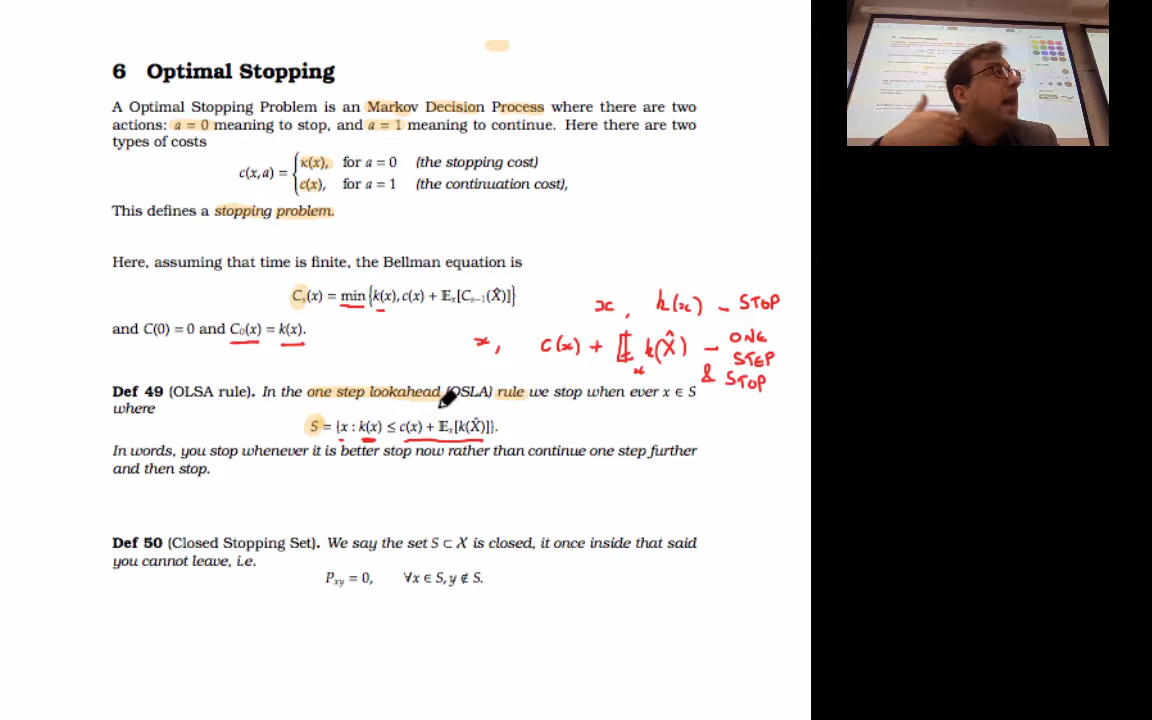 6 Optimal Stopping
A Optimal Stopping Problem is an Markov Decision Process where there are two
actions: a = 0 meaning to stop, and a = 1 meaning to continue. Here there are two
types of costs
c(x, a) = { κ(x), for a = 0 (the stopping cost)
c(x), for a = 1 (the continuation cost),
This defines a stopping problem.
Here, assuming that time is finite, the Bellman equation is
Cₛ(x) = min {k(x), c(x) + 𝔼ₓ[Cₛ₋₁(X̂)]}
x, k(x) - STOP
and C(0) = 0 and C₀(x) = k(x).
x, c(x) + 𝔼ₓ k(X̂) - ONE
STEP
& STOP
Def 49 (OLSA rule). In the one step lookahead (OSLA) rule we stop when ever x ∈ S
where
S = {x : k(x) ≤ c(x) + 𝔼ₓ[k(X̂)]}.
In words, you stop whenever it is better stop now rather than continue one step further
and then stop.
Def 50 (Closed Stopping Set). We say the set S ⊂ X is closed, it once inside that said
you cannot leave, i.e.
Pₓᵧ = 0, ∀x ∈ S, y ∉ S.